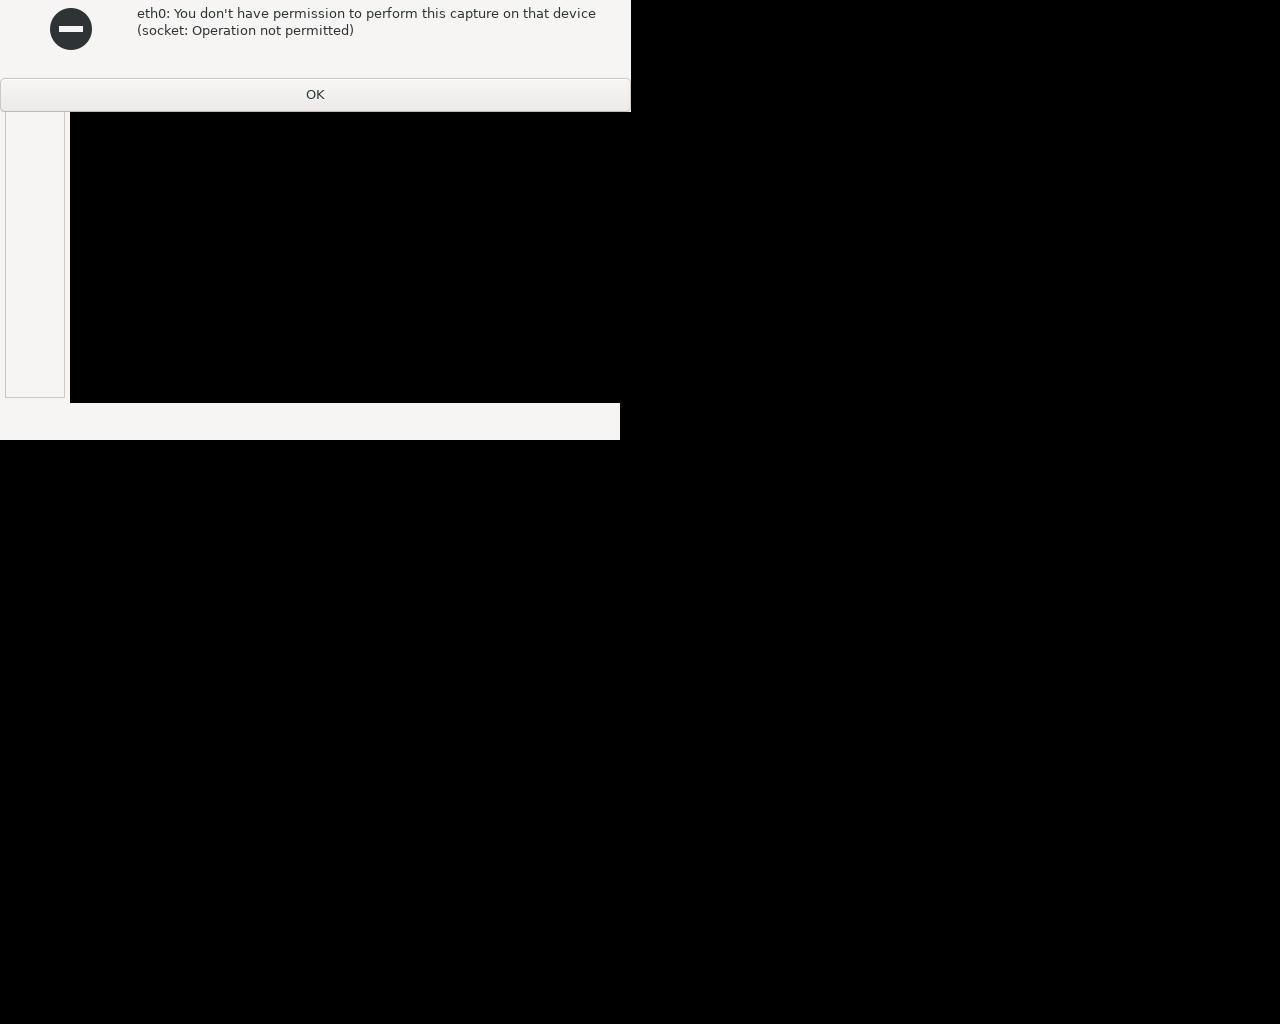 eth0: You don't have permission to perform this capture on that device
(socket: Operation not permitted)
OK